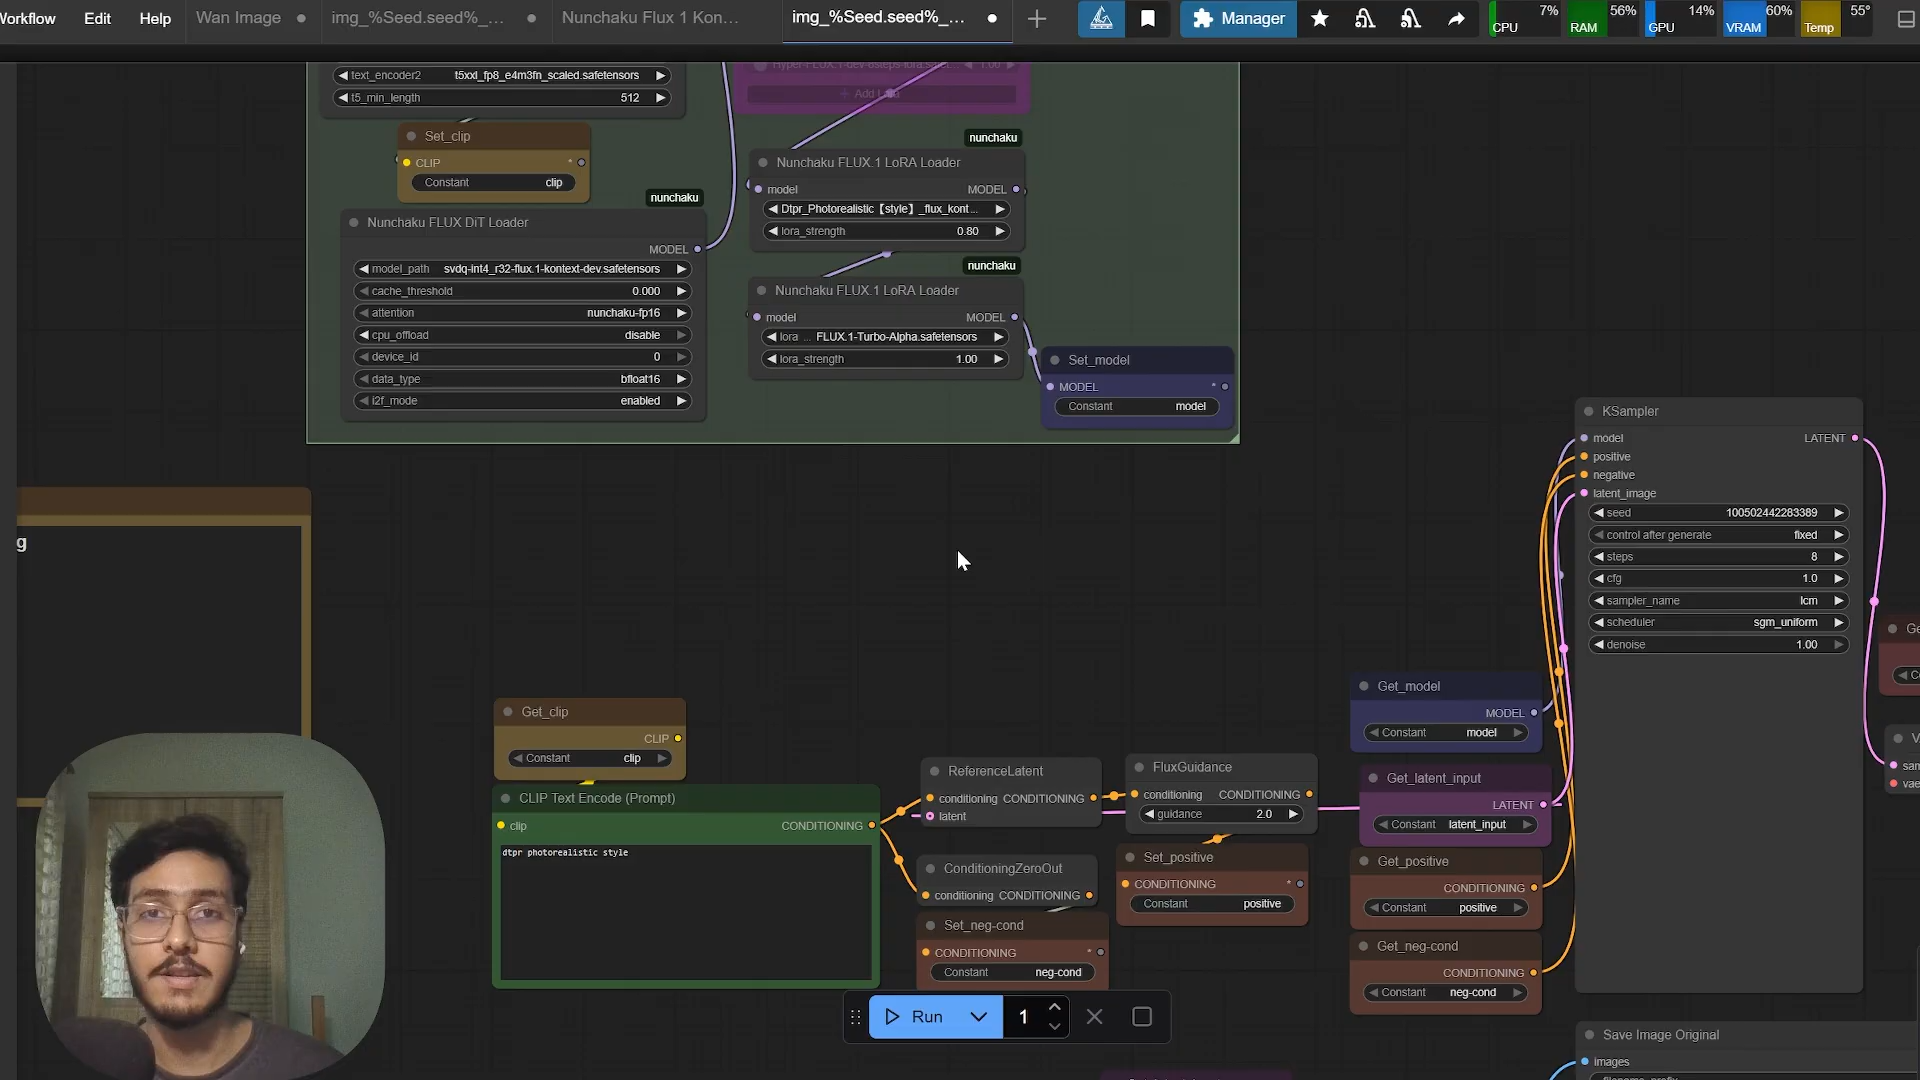 Workflow Edit Help Wan Image img_%Seed.seed%_... Nunchaku Flux 1 Kon... img_%Seed.seed%_... Manager
CPU 7% RAM 56% GPU 14% VRAM 60% Temp 55°
text_encoder2 t5xxl_fp8_e4m3fn_scaled.safetensors
t5_min_length 512
+ Add
Set_clip
CLIP *
Constant clip
nunchaku
Nunchaku FLUX DiT Loader
MODEL
model_path svdq-int4_r32-flux.1-kontext-dev.safetensors
cache_threshold 0.000
attention nunchaku-fp16
cpu_offload disable
device_id 0
data_type bfloat16
i2f_mode enabled
nunchaku
Nunchaku FLUX.1 LoRA Loader
model MODEL
Dtpr_Photorealistic【style】_flux_kont...
lora_strength 0.80
nunchaku
Nunchaku FLUX.1 LoRA Loader
model MODEL
lora ... FLUX.1-Turbo-Alpha.safetensors
lora_strength 1.00
Set_model
MODEL *
Constant model
g
Get_clip
CLIP
Constant clip
CLIP Text Encode (Prompt)
clip CONDITIONING
dtpr photorealistic style
ReferenceLatent
conditioning CONDITIONING
latent
ConditioningZeroOut
conditioning CONDITIONING
Set_neg-cond
CONDITIONING *
Constant neg-cond
FluxGuidance
conditioning CONDITIONING
guidance 2.0
Set_positive
CONDITIONING *
Constant positive
Get_model
MODEL
Constant model
Get_latent_input
LATENT
Constant latent_input
Get_positive
CONDITIONING
Constant positive
Get_neg-cond
CONDITIONING
Constant neg-cond
KSampler
model LATENT
positive
negative
latent_image
seed 100502442283389
control after generate fixed
steps 8
cfg 1.0
sampler_name lcm
scheduler sgm_uniform
denoise 1.00
Ge
C
V
sam
vae
Save Image Original
images
Run 1